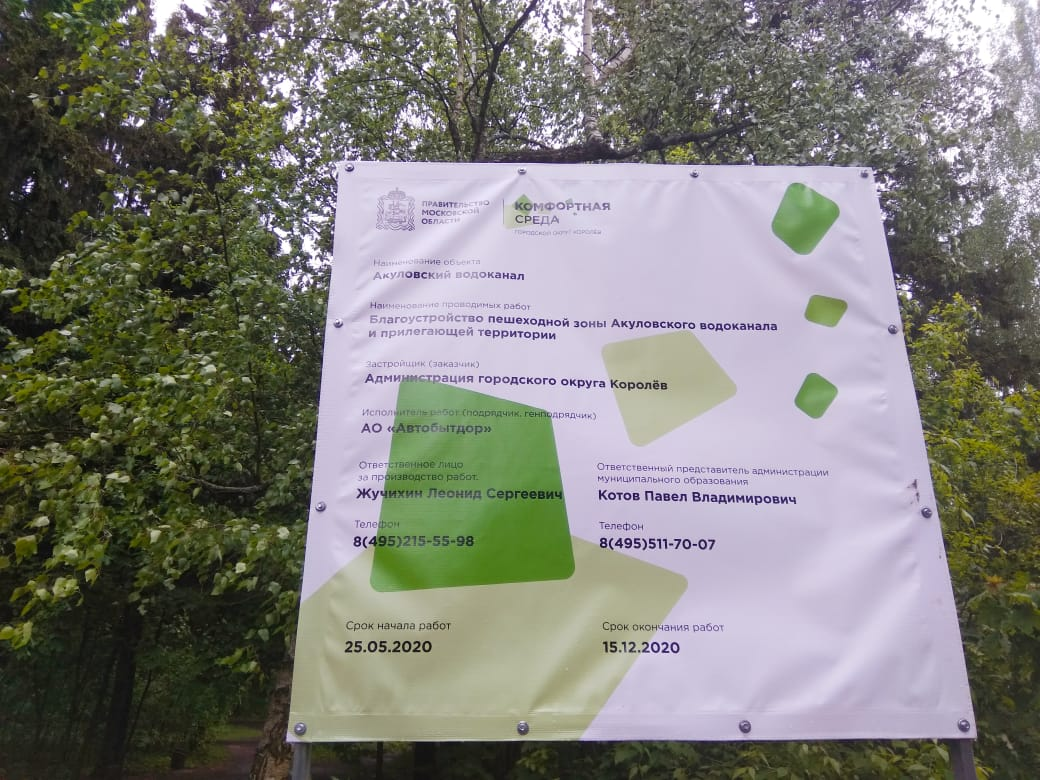 ПРАВИТЕЛЬСТВО
МОСКОВСКОЙ
ОБЛАСТИ
КОМФОРТНАЯ
СРЕДА
ГОРОДСКОЙ ОКРУГ КОРОЛЁВ
Наименование объекта
Акуловский водоканал
Наименование проводимых работ
Благоустройство пешеходной зоны Акуловского водоканала
и прилегающей территории
Застройщик (заказчик)
Администрация городского округа Королёв
Исполнитель работ (подрядчик, генподрядчик)
АО «Автобытдор»
Ответственное лицо
за производство работ.
Жучихин Леонид Сергеевич
Телефон
8(495)215-55-98
Ответственный представитель администрации
муниципального образования
Котов Павел Владимирович
Телефон
8(495)511-70-07
Срок начала работ
25.05.2020
Срок окончания работ
15.12.2020